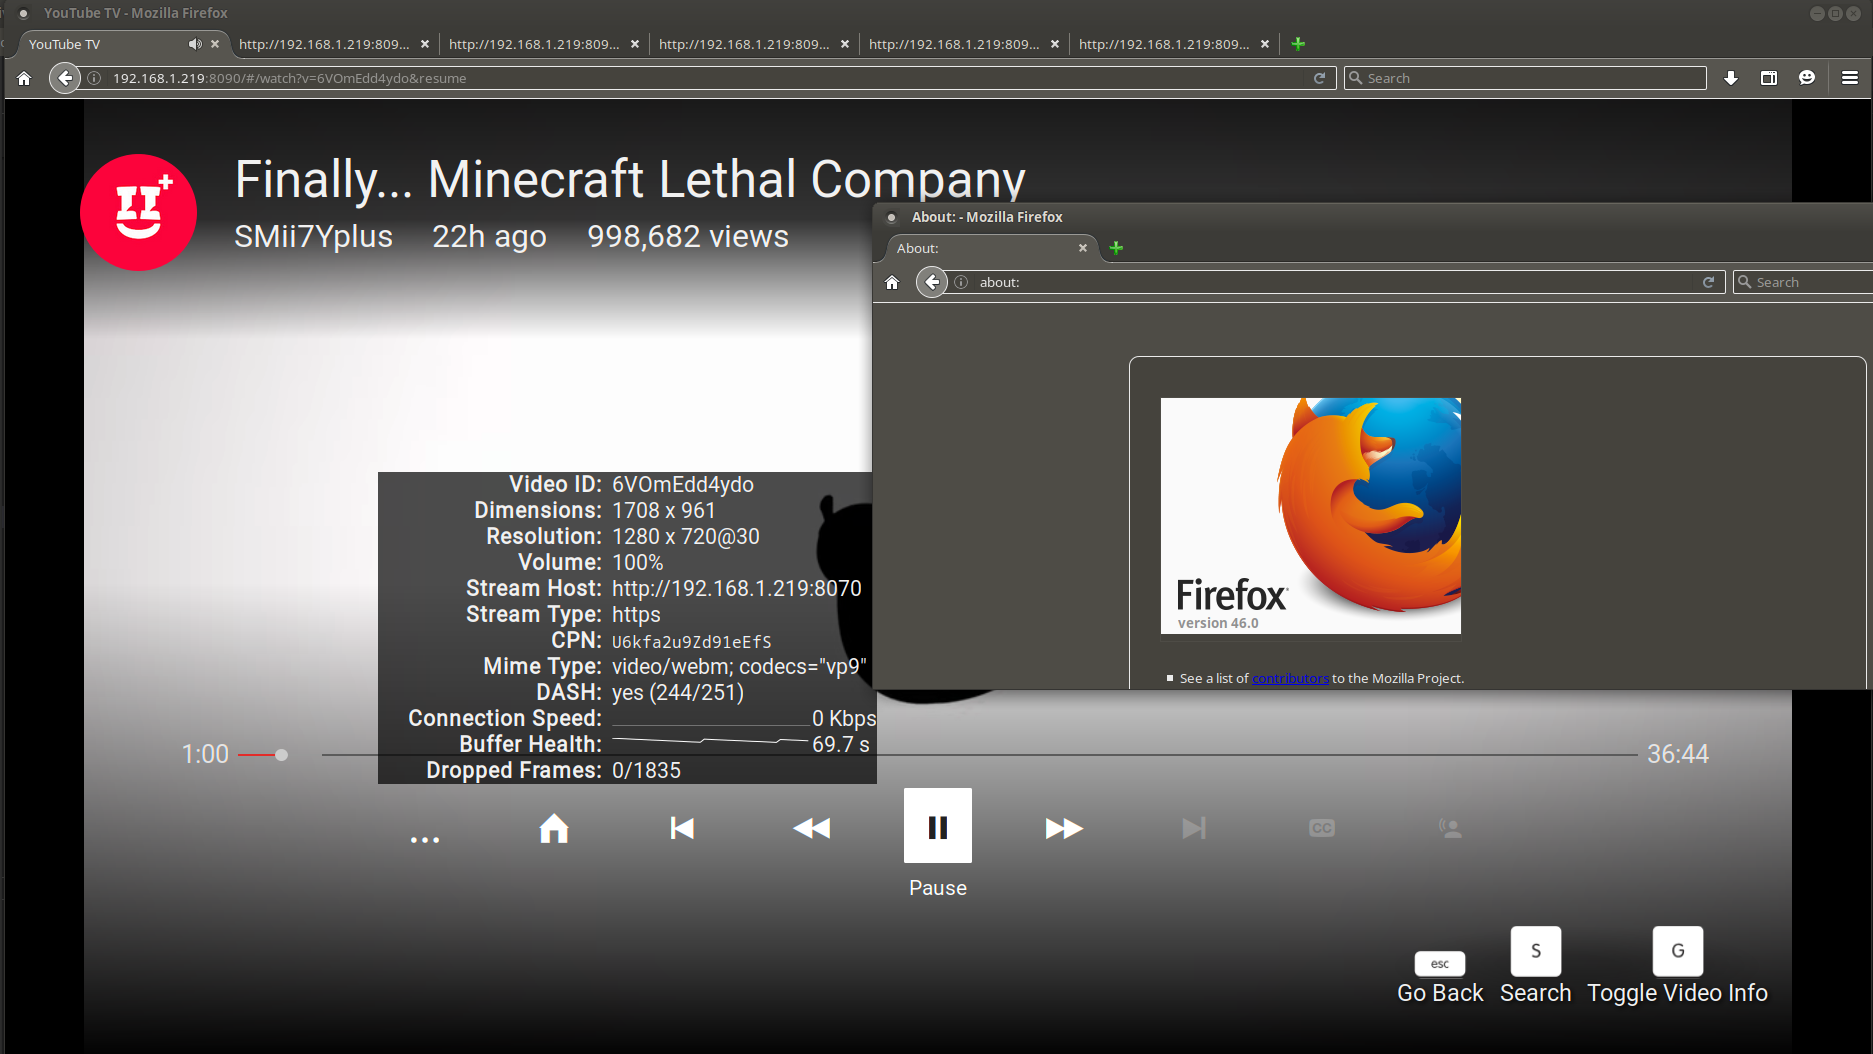 YouTube TV - Mozilla Firefox
YouTube TV
http://192.168.1.219:809...
http://192.168.1.219:809...
http://192.168.1.219:809...
http://192.168.1.219:809...
http://192.168.1.219:809...
192.168.1.219:8090/#/watch?v=6VOmEdd4ydo&resume
Search
Finally... Minecraft Lethal Company
SMii7Yplus 22h ago 998,682 views
About: - Mozilla Firefox
About:
about:
Search
Firefox
version 46.0
See a list of contributors to the Mozilla Project.
Video ID: 6VOmEdd4ydo
Dimensions: 1708 x 961
Resolution: 1280 x 720@30
Volume: 100%
Stream Host: http://192.168.1.219:8070
Stream Type: https
CPN: U6kfa2u9Zd91eEfS
Mime Type: video/webm; codecs="vp9"
DASH: yes (244/251)
Connection Speed: 0 Kbps
Buffer Health: 69.7 s
Dropped Frames: 0/1835
1:00
36:44
CC
Pause
esc
S
G
Go Back
Search
Toggle Video Info